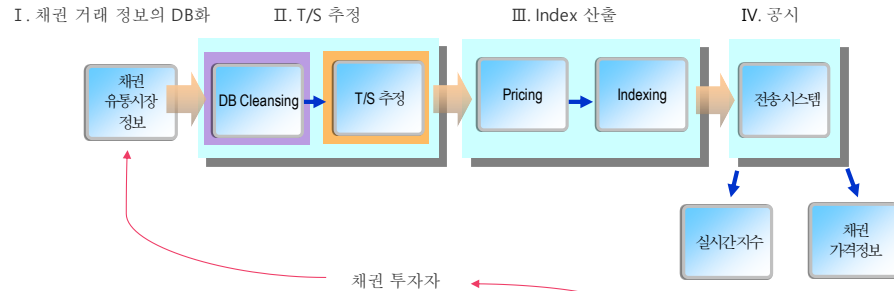 Ⅰ. 채권 거래 정보의 DB화
Ⅱ. T/S 추정
Ⅲ. Index 산출
Ⅳ. 공시
채권
유통시장
정보
DB Cleansing
T/S 추정
Pricing
Indexing
전송시스템
실시간지수
채권
가격정보
채권 투자자